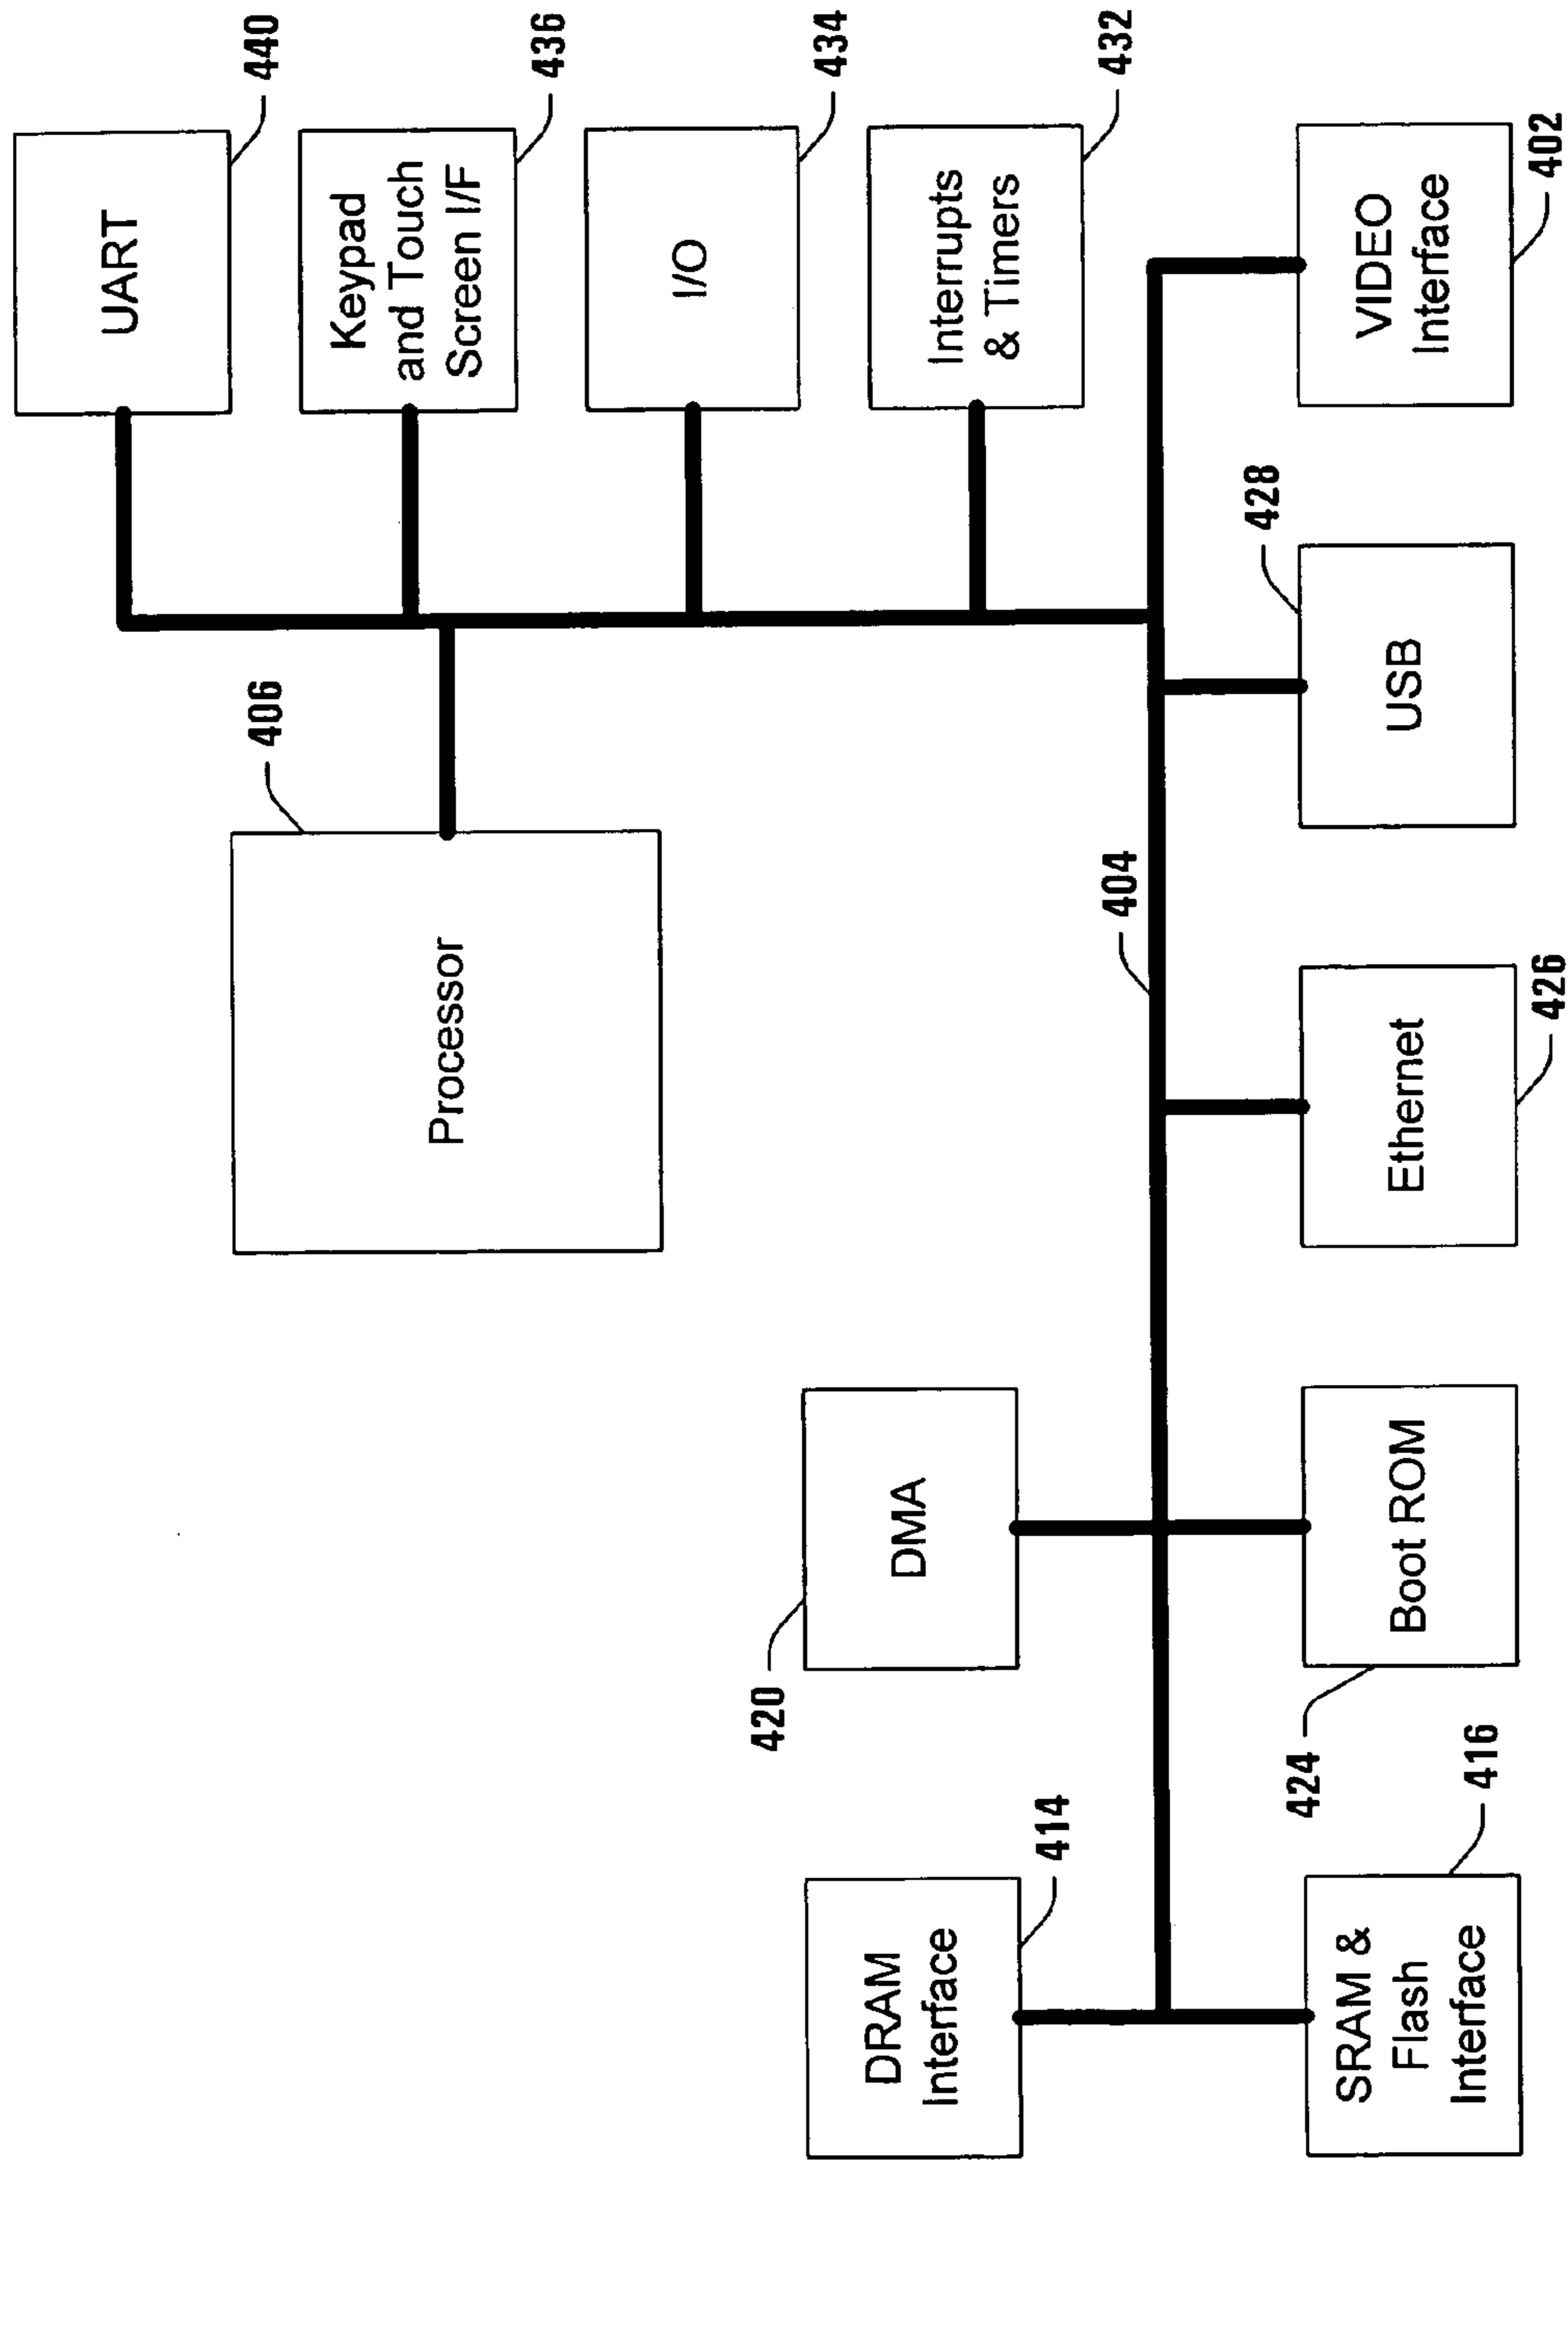 UART
440
406
Processor
Keypad
and Touch
Screen I/F
436
I/O
434
420
DMA
DRAM
Interface
414
Interrupts
& Timers
432
404
424
Boot ROM
428
USB
SRAM &
Flash
Interface
416
Ethernet
426
VIDEO
Interface
402